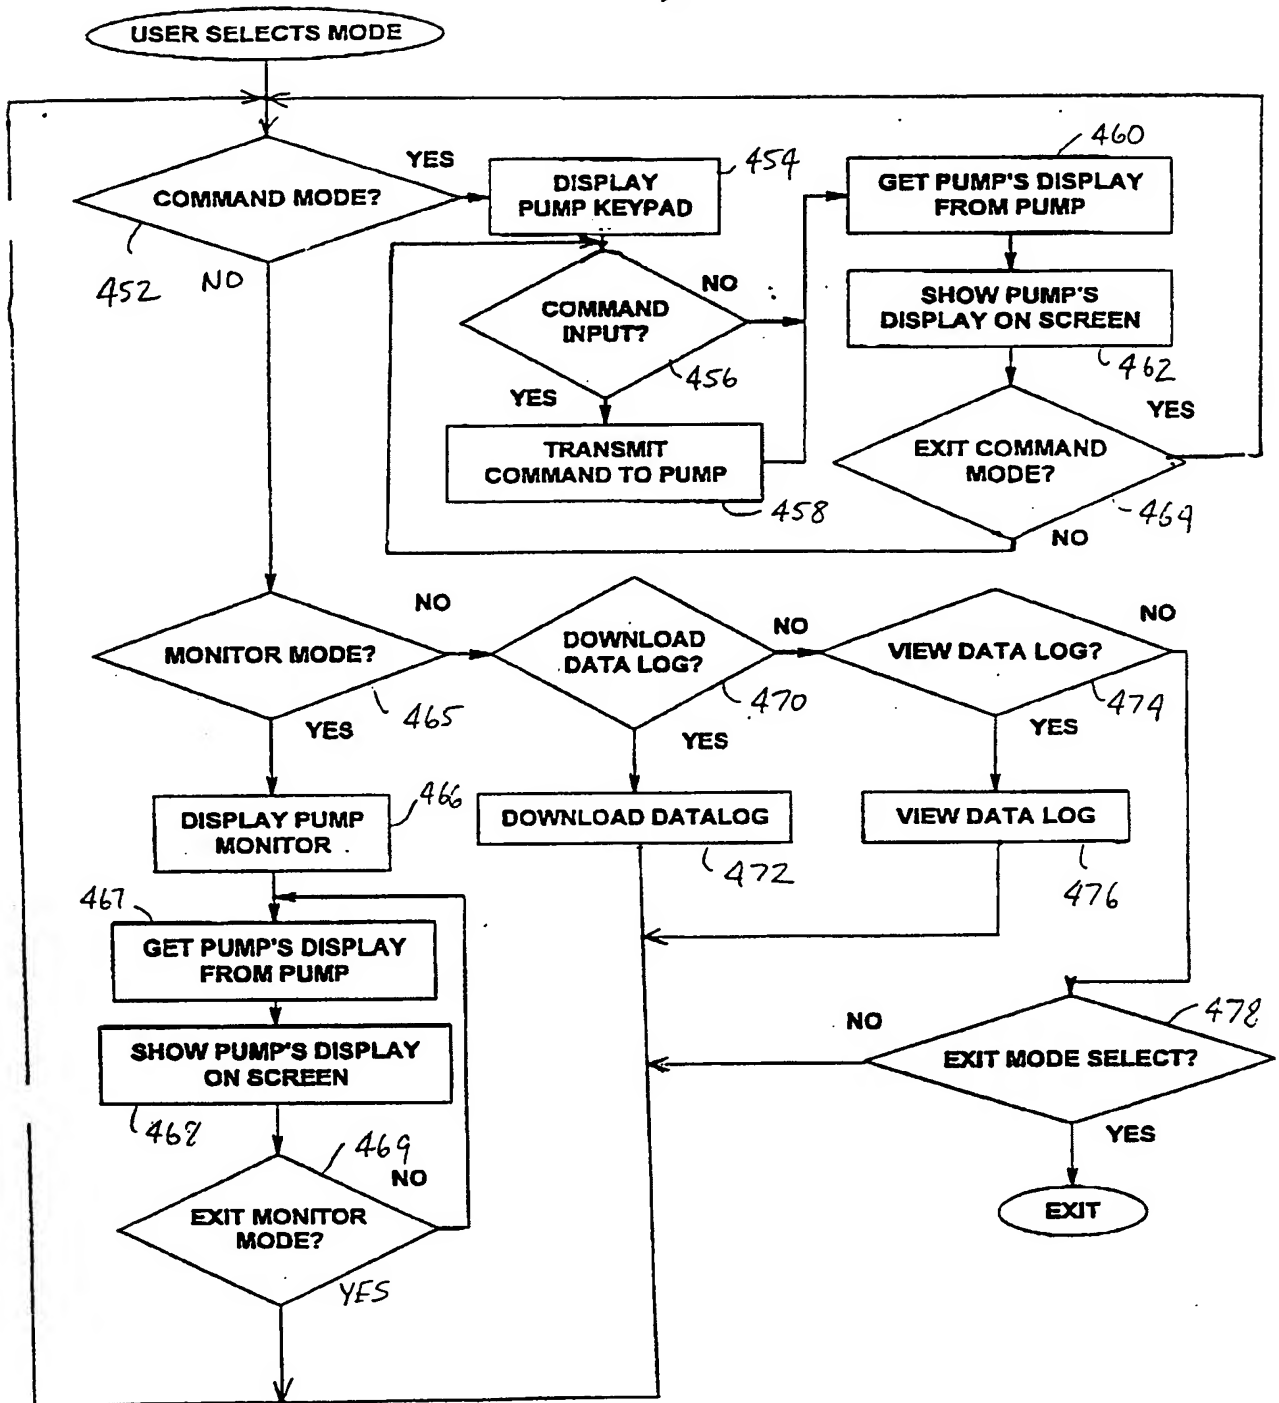 USER SELECTS MODE
COMMAND MODE?
YES
452
NO
DISPLAY
PUMP KEYPAD
454
COMMAND
INPUT?
NO
456
YES
TRANSMIT
COMMAND TO PUMP
458
460
GET PUMP'S DISPLAY
FROM PUMP
SHOW PUMP'S
DISPLAY ON SCREEN
462
YES
EXIT COMMAND
MODE?
464
NO
MONITOR MODE?
NO
465
YES
DOWNLOAD
DATA LOG?
NO
470
YES
VIEW DATA LOG?
NO
474
YES
DISPLAY PUMP
MONITOR
466
DOWNLOAD DATALOG
472
VIEW DATA LOG
476
467
GET PUMP'S DISPLAY
FROM PUMP
SHOW PUMP'S DISPLAY
ON SCREEN
468
469
NO
EXIT MONITOR
MODE?
YES
NO
478
EXIT MODE SELECT?
YES
EXIT